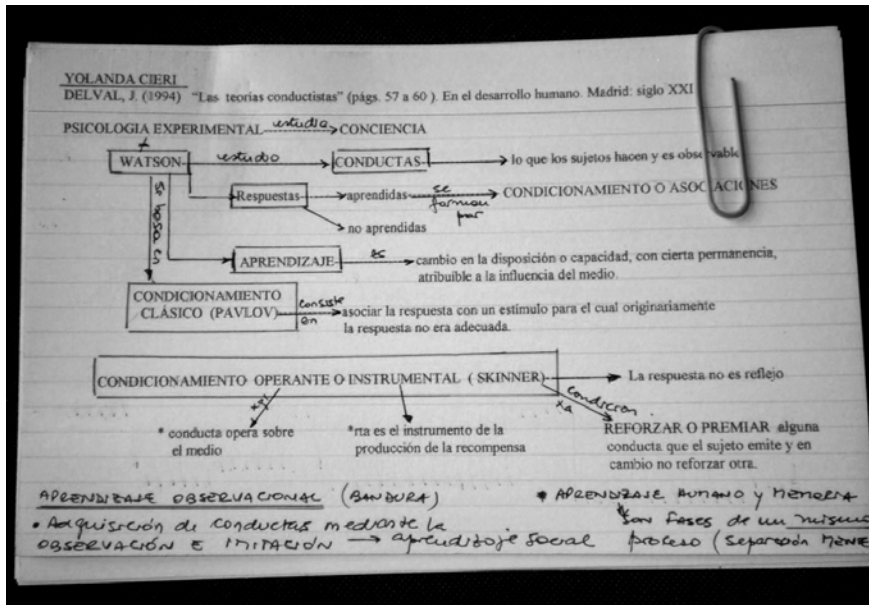 YOLANDA CIERI
DELVAL, J. (1994) "Las teorías conductistas" (págs. 57 a 60 ). En el desarrollo humano. Madrid: siglo XXI
PSICOLOGIA EXPERIMENTAL estudia CONCIENCIA
WATSON estudio CONDUCTAS lo que los sujetos hacen y es observable
Respuestas aprendidas se forman por CONDICIONAMIENTO O ASOCIACIONES
no aprendidas
se basa en
APRENDIZAJE es cambio en la disposición o capacidad, con cierta permanencia,
atribuible a la influencia del medio.
CONDICIONAMIENTO
CLÁSICO (PAVLOV) consiste en asociar la respuesta con un estímulo para el cual originariamente
la respuesta no era adecuada.
CONDICIONAMIENTO OPERANTE O INSTRUMENTAL ( SKINNER) La respuesta no es reflejo
condicion.
* conducta opera sobre
el medio
*rta es el instrumento de la
producción de la recompensa
REFORZAR O PREMIAR alguna
conducta que el sujeto emite y en
cambio no reforzar otra.
APRENDIZAJE OBSERVACIONAL (BANDURA)
• Adquisición de conductas mediante la
OBSERVACIÓN E IMITACIÓN → aprendizaje social
* APRENDIZAJE HUMANO y MEMORIA
son fases de un mismo
proceso (separación MENE